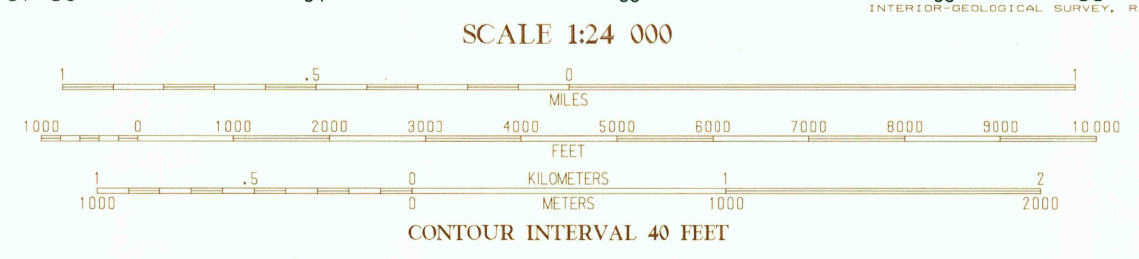 INTERIOR-GEOLOGICAL SURVEY, R
SCALE 1:24 000
1 .5 0 1
MILES
1000 0 1000 2000 3000 4000 5000 6000 7000 8000 9000 10 000
FEET
1 .5 0 KILOMETERS 1 2
1000 0 METERS 1000 2000
CONTOUR INTERVAL 40 FEET